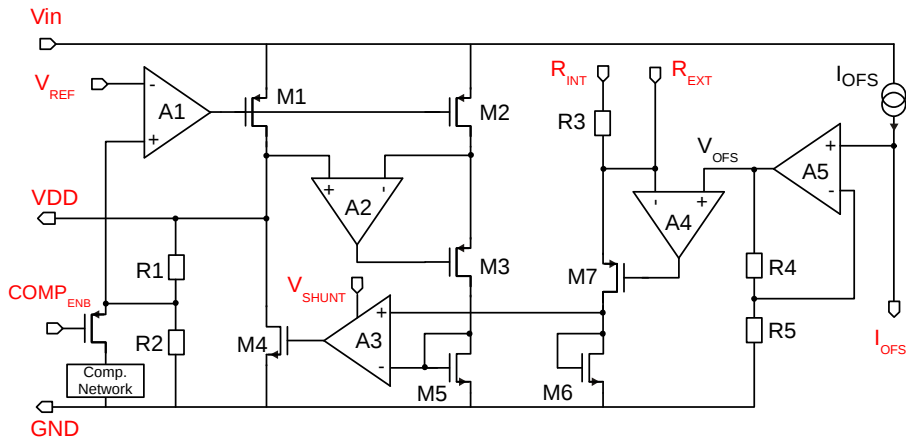 Vin
V_REF
A1
-
+
M1
M2
R_INT
R_EXT
I_OFS
R3
V_OFS
+
-
A5
VDD
+
-
A2
-
+
A4
R1
M3
M7
R4
COMP_ENB
V_SHUNT
R2
M4
+
-
A3
R5
I_OFS
Comp.
Network
M5
M6
GND